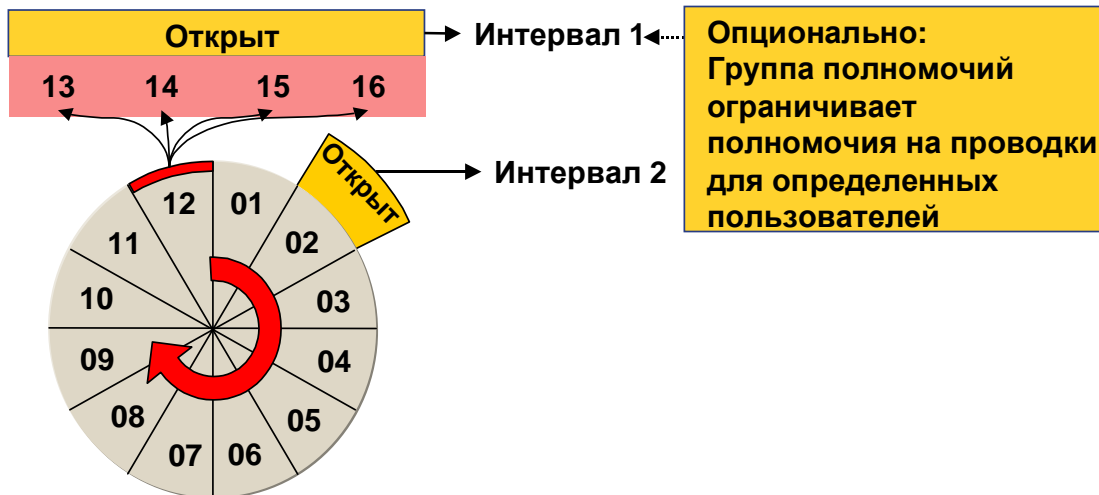 Открыт
Интервал 1
13 14 15 16
Опционально:
Группа полномочий
ограничивает
полномочия на проводки
для определенных
пользователей
Открыт
Интервал 2
12
01
02
03
04
05
06
07
08
09
10
11